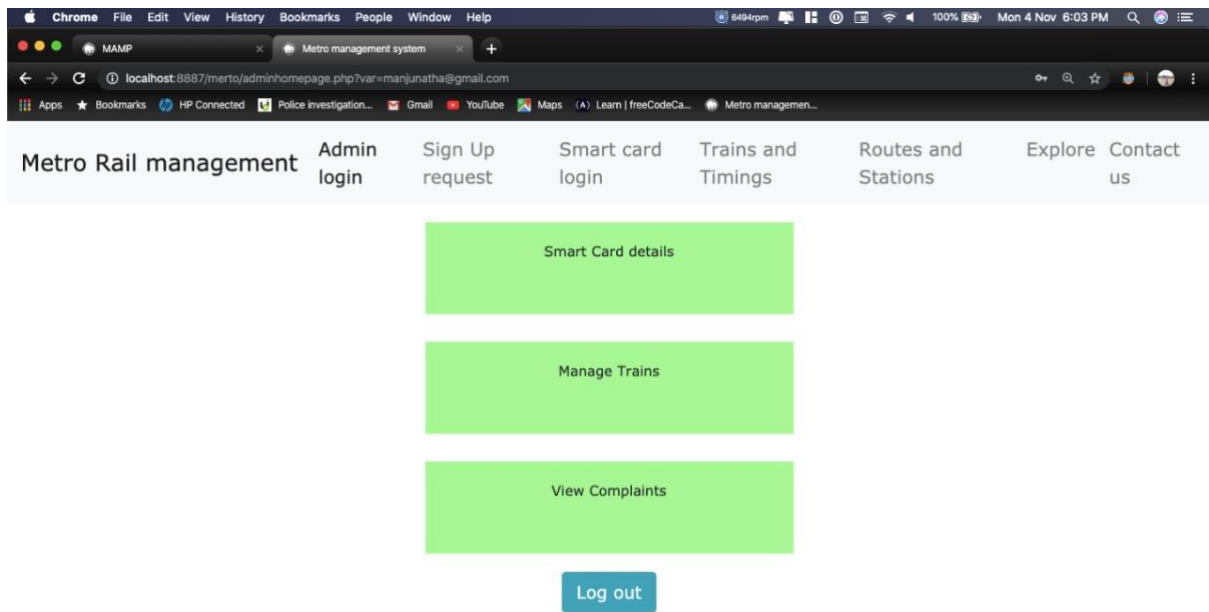 Chrome File Edit View History Bookmarks People Window Help 6494rpm 100% Mon 4 Nov 6:03 PM
MAMP Metro management system
localhost:8887/merto/adminhomepage.php?var=manjunatha@gmail.com
Apps Bookmarks HP Connected Police investigation... Gmail YouTube Maps Learn | freeCodeCa... Metro managemen...
Metro Rail management Admin login Sign Up request Smart card login Trains and Timings Routes and Stations Explore Contact us
Smart Card details
Manage Trains
View Complaints
Log out